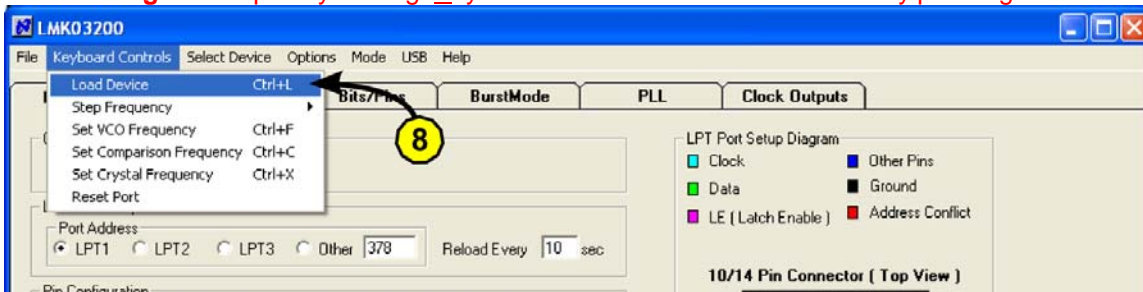 LMK03200
File Keyboard Controls Select Device Options Mode USB Help
Load Device Ctrl+L
Step Frequency
Set VCO Frequency Ctrl+F
Set Comparison Frequency Ctrl+C
Set Crystal Frequency Ctrl+X
Reset Port
Bits/Pins BurstMode PLL Clock Outputs
8
Port Address
LPT1 LPT2 LPT3 Other 378 Reload Every 10 sec
LPT Port Setup Diagram
Clock Other Pins
Data Ground
LE ( Latch Enable ) Address Conflict
10/14 Pin Connector ( Top View )
Pin Configuration